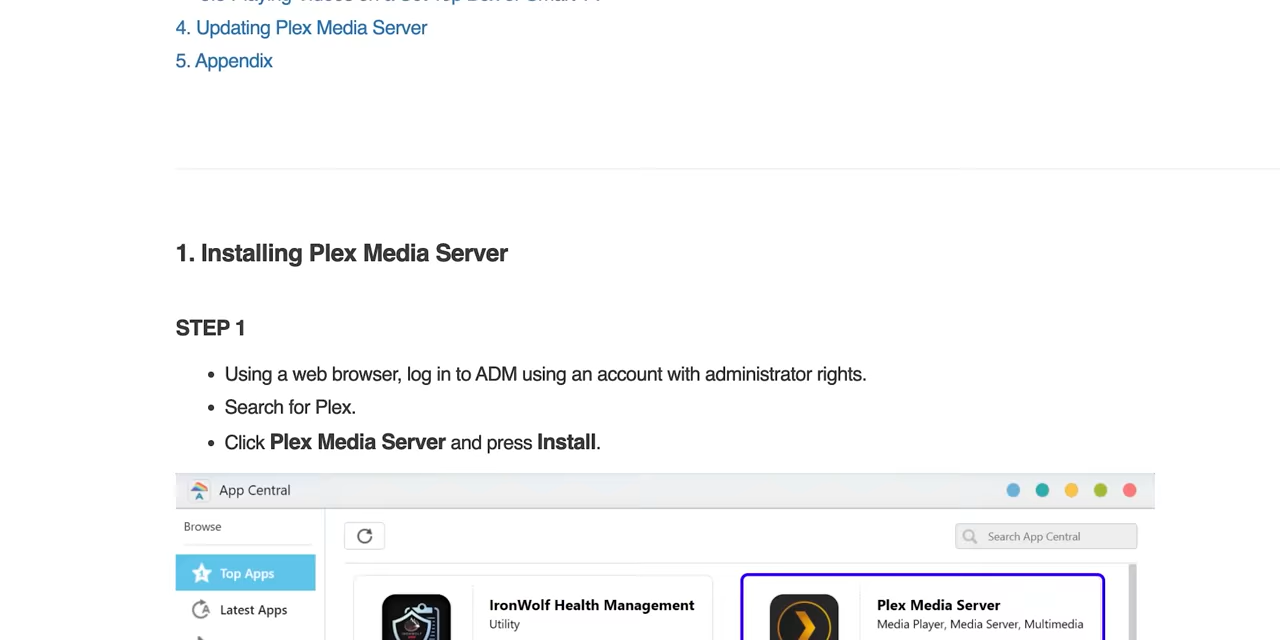 4. Updating Plex Media Server
5. Appendix
1. Installing Plex Media Server
STEP 1
• Using a web browser, log in to ADM using an account with administrator rights.
• Search for Plex.
• Click Plex Media Server and press Install.
App Central
Browse
Search App Central
Top Apps
Latest Apps
IronWolf Health Management
Utility
Plex Media Server
Media Player, Media Server, Multimedia